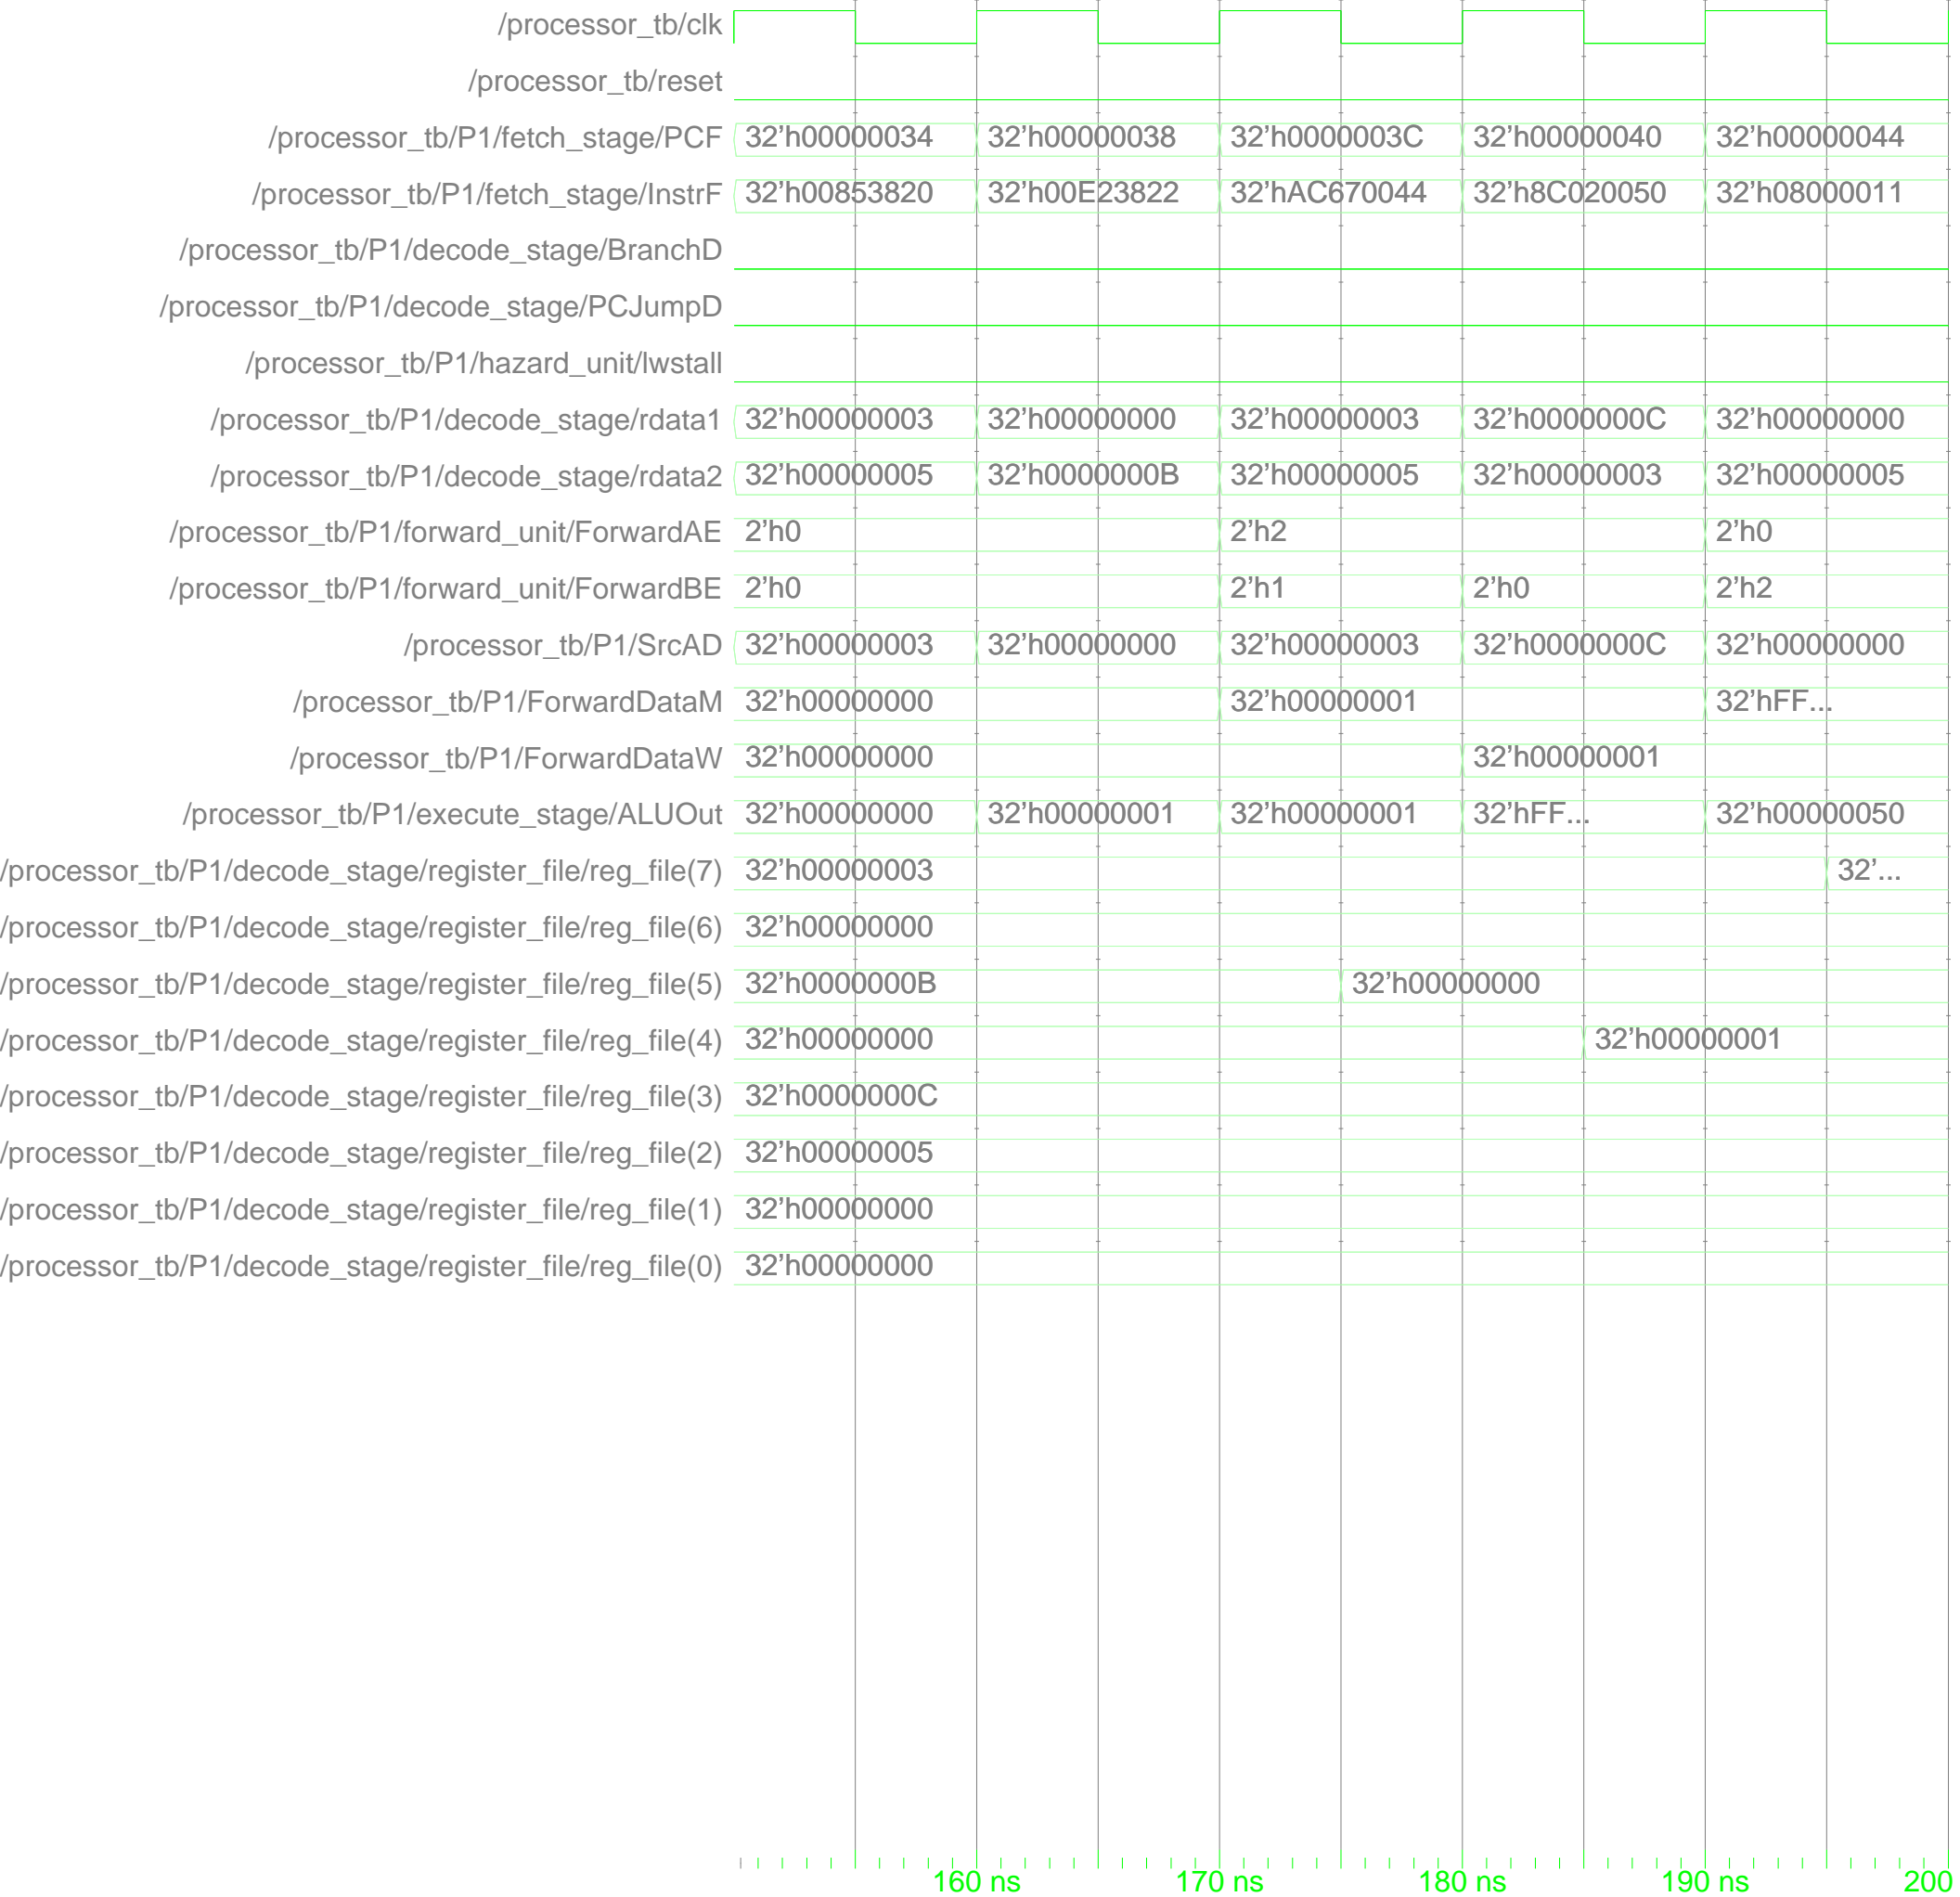 /processor_tb/clk
/processor_tb/reset
/processor_tb/P1/fetch_stage/PCF 32'h00000034 32'h00000038 32'h0000003C 32'h00000040 32'h00000044
/processor_tb/P1/fetch_stage/InstrF 32'h00853820 32'h00E23822 32'hAC670044 32'h8C020050 32'h08000011
/processor_tb/P1/decode_stage/BranchD
/processor_tb/P1/decode_stage/PCJumpD
/processor_tb/P1/hazard_unit/lwstall
/processor_tb/P1/decode_stage/rdata1 32'h00000003 32'h00000000 32'h00000003 32'h0000000C 32'h00000000
/processor_tb/P1/decode_stage/rdata2 32'h00000005 32'h0000000B 32'h00000005 32'h00000003 32'h00000005
/processor_tb/P1/forward_unit/ForwardAE 2'h0 2'h2 2'h0
/processor_tb/P1/forward_unit/ForwardBE 2'h0 2'h1 2'h0 2'h2
/processor_tb/P1/SrcAD 32'h00000003 32'h00000000 32'h00000003 32'h0000000C 32'h00000000
/processor_tb/P1/ForwardDataM 32'h00000000 32'h00000001 32'hFF...
/processor_tb/P1/ForwardDataW 32'h00000000 32'h00000001
/processor_tb/P1/execute_stage/ALUOut 32'h00000000 32'h00000001 32'h00000001 32'hFF... 32'h00000050
/processor_tb/P1/decode_stage/register_file/reg_file(7) 32'h00000003 32'...
/processor_tb/P1/decode_stage/register_file/reg_file(6) 32'h00000000
/processor_tb/P1/decode_stage/register_file/reg_file(5) 32'h0000000B 32'h00000000
/processor_tb/P1/decode_stage/register_file/reg_file(4) 32'h00000000 32'h00000001
/processor_tb/P1/decode_stage/register_file/reg_file(3) 32'h0000000C
/processor_tb/P1/decode_stage/register_file/reg_file(2) 32'h00000005
/processor_tb/P1/decode_stage/register_file/reg_file(1) 32'h00000000
/processor_tb/P1/decode_stage/register_file/reg_file(0) 32'h00000000
160 ns 170 ns 180 ns 190 ns 200